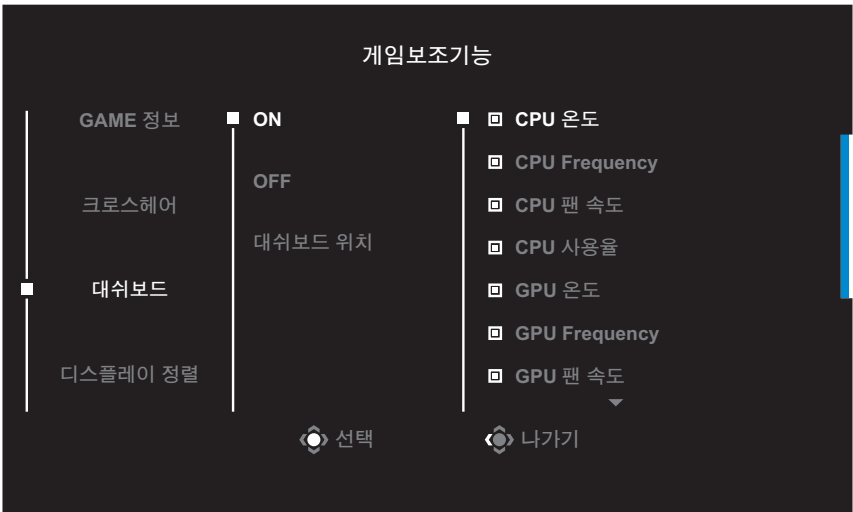 게임보조기능
GAME 정보
크로스헤어
대쉬보드
디스플레이 정렬
ON
OFF
대쉬보드 위치
CPU 온도
CPU Frequency
CPU 팬 속도
CPU 사용율
GPU 온도
GPU Frequency
GPU 팬 속도
선택
나가기